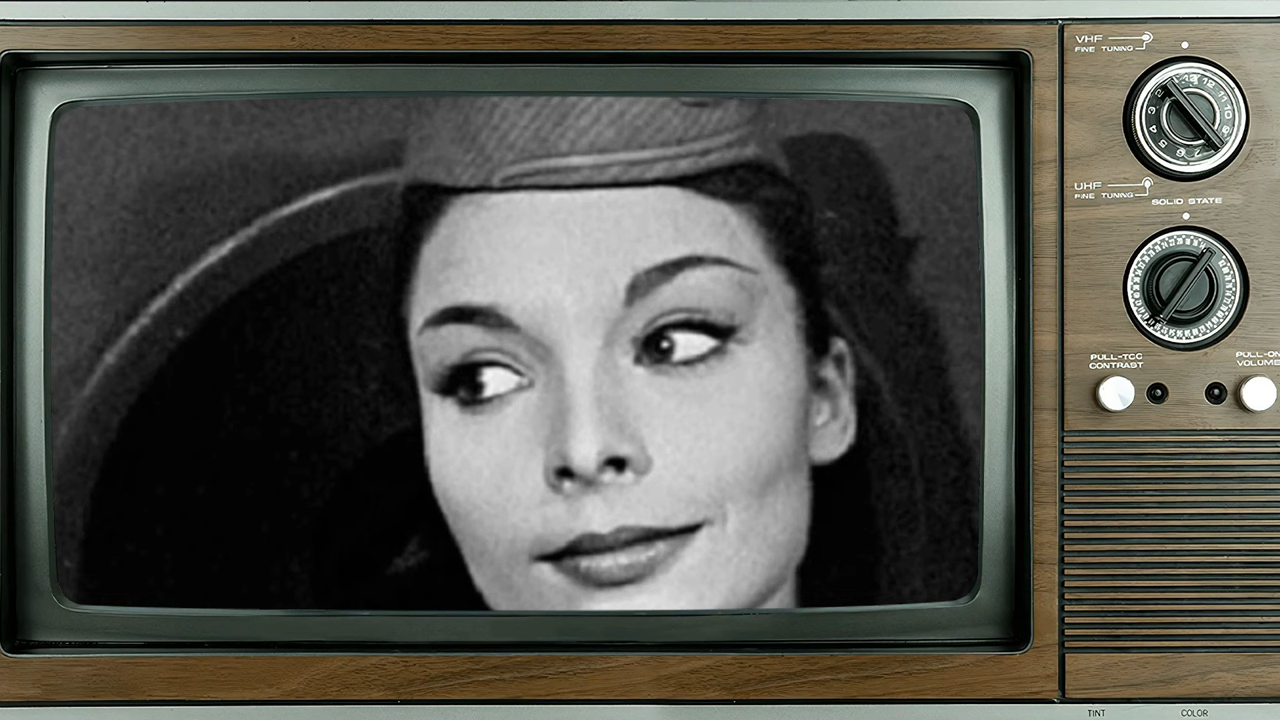 VHF
FINE TUNING
UHF
FINE TUNING
SOLID STATE
PULL-TCC
CONTRAST
PULL-ON
VOLUME
TINT
COLOR